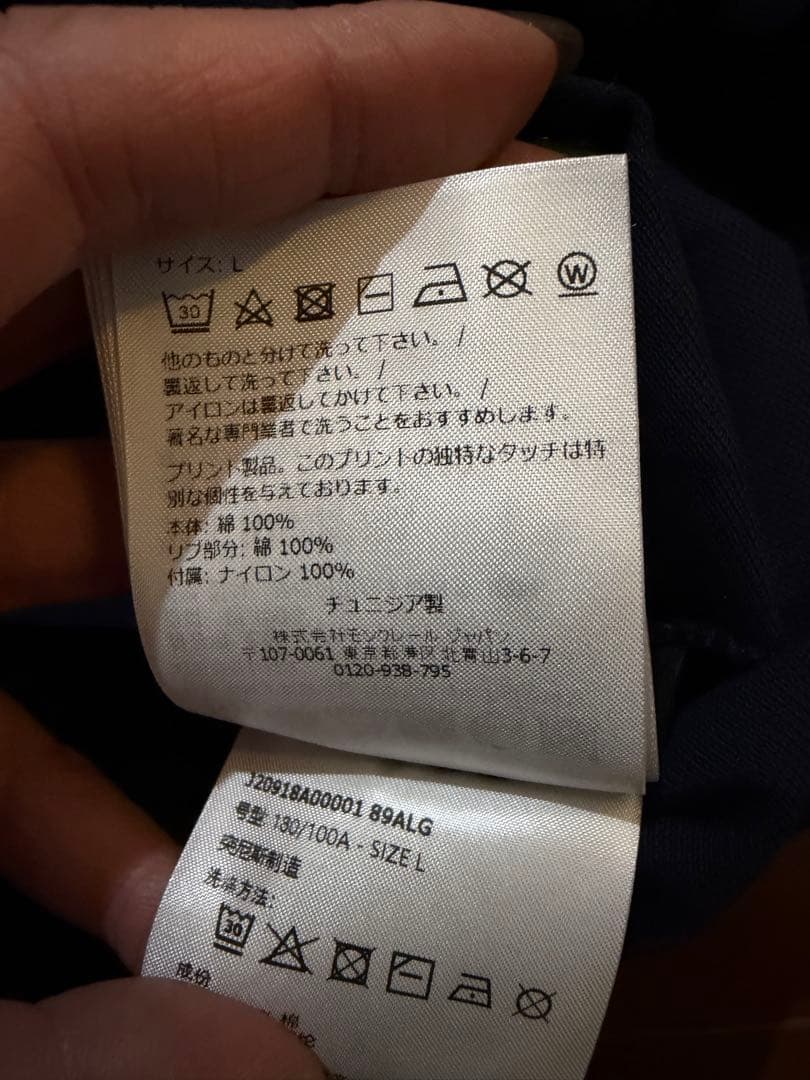 サイズ: L
30
W
他のものと分けて洗って下さい。 /
裏返して洗って下さい。 /
アイロンは裏返してかけて下さい。 /
著名な専門業者で洗うことをおすすめします。
プリント製品。このプリントの独特なタッチは特
別な個性を与えております。
本体: 綿 100%
リブ部分: 綿 100%
付属: ナイロン 100%
チュニジア製
株式会社モンクレール ジャパン
〒107-0061 東京都港区 北青山3-6-7
0120-938-795
J20918A00001 89ALG
号型 130/100A - SIZE L
突尼斯制造
洗涤方法:
30
成份
棉